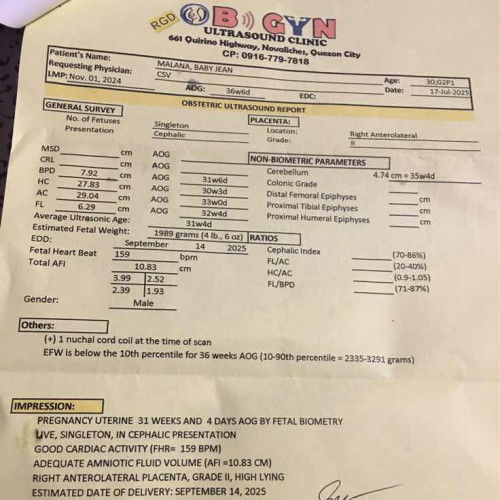 RGD OB GYN
ULTRASOUND CLINIC
661 Quirino Highway, Novaliches, Quezon City
CP: 0916-779-7818
Patient's Name: MALANA, BABY JEAN Age: 30;G2P1
Requesting Physician: CSV Date: 17-Jul-2025
LMP: Nov. 01, 2024 AOG: 36w6d EDC:
OBSTETRIC ULTRASOUND REPORT
GENERAL SURVEY PLACENTA:
No. of Fetuses Singleton Locaton: Right Anterolateral
Presentation Cephalic Grade: II
MSD cm AOG NON-BIOMETRIC PARAMETERS
CRL cm AOG Cerebellum 4.74 cm = 35w4d
BPD 7.92 cm AOG 31w6d Colonic Grade
HC 27.83 cm AOG 30w3d Distal Femoral Epiphyses cm
AC 29.04 cm AOG 33w0d Proximal Tibial Epiphyses cm
FL 6.29 cm AOG 32w4d Proximal Humeral Epiphyses cm
Average Ultrasonic Age: 31w4d
Estimated Fetal Weight: 1989 grams (4 lb., 6 oz) RATIOS
EDD: September 14 2025 Cephalic Index (70-86%)
Fetal Heart Beat 159 bpm FL/AC (20-40%)
Total AFI 10.83 cm HC/AC (0.9-1.05)
3.99 2.52 FL/BPD (71-87%)
2.39 1.93
Gender: Male
Others:
(+) 1 nuchal cord coil at the time of scan
EFW is below the 10th percentile for 36 weeks AOG (10-90th percentile = 2335-3291 grams)
IMPRESSION:
PREGNANCY UTERINE 31 WEEKS AND 4 DAYS AOG BY FETAL BIOMETRY
LIVE, SINGLETON, IN CEPHALIC PRESENTATION
GOOD CARDIAC ACTIVITY (FHR= 159 BPM)
ADEQUATE AMNIOTIC FLUID VOLUME (AFI =10.83 CM)
RIGHT ANTEROLATERAL PLACENTA, GRADE II, HIGH LYING
ESTIMATED DATE OF DELIVERY: SEPTEMBER 14, 2025